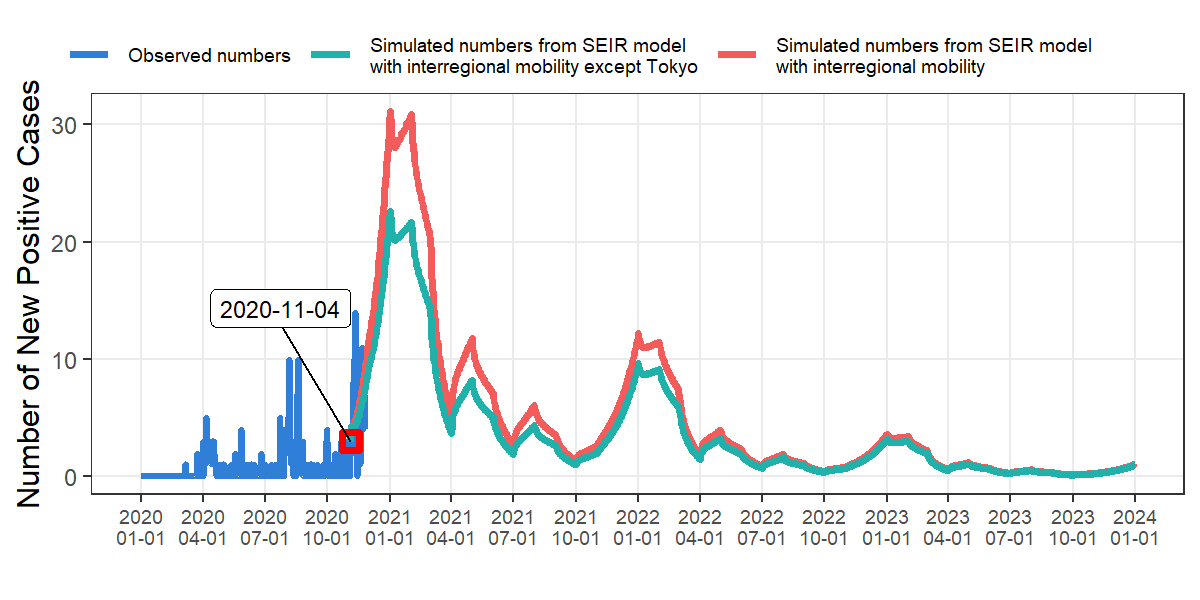 Observed numbers
Simulated numbers from SEIR model
with interregional mobility except Tokyo
Simulated numbers from SEIR model
with interregional mobility
Number of New Positive Cases
30
20
10
0
2020-11-04
2020 2020 2020 2020 2021 2021 2021 2021 2022 2022 2022 2022 2023 2023 2023 2023 2024
01-01 04-01 07-01 10-01 01-01 04-01 07-01 10-01 01-01 04-01 07-01 10-01 01-01 04-01 07-01 10-01 01-01